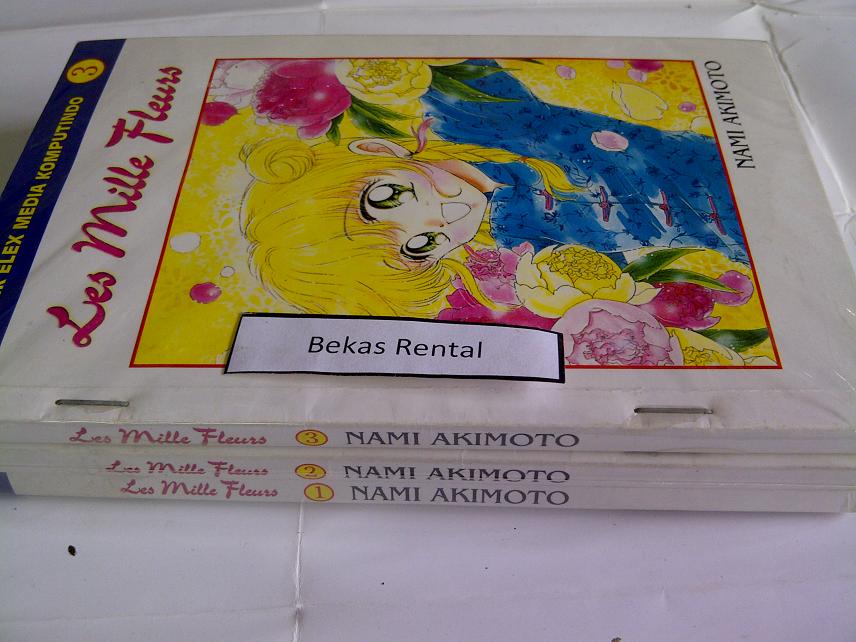 ELEX MEDIA KOMPUTINDO
3
Les Mille Fleurs
NAMI AKIMOTO
Bekas Rental
Les Mille Fleurs 3 NAMI AKIMOTO
Les Mille Fleurs 2 NAMI AKIMOTO
Les Mille Fleurs 1 NAMI AKIMOTO